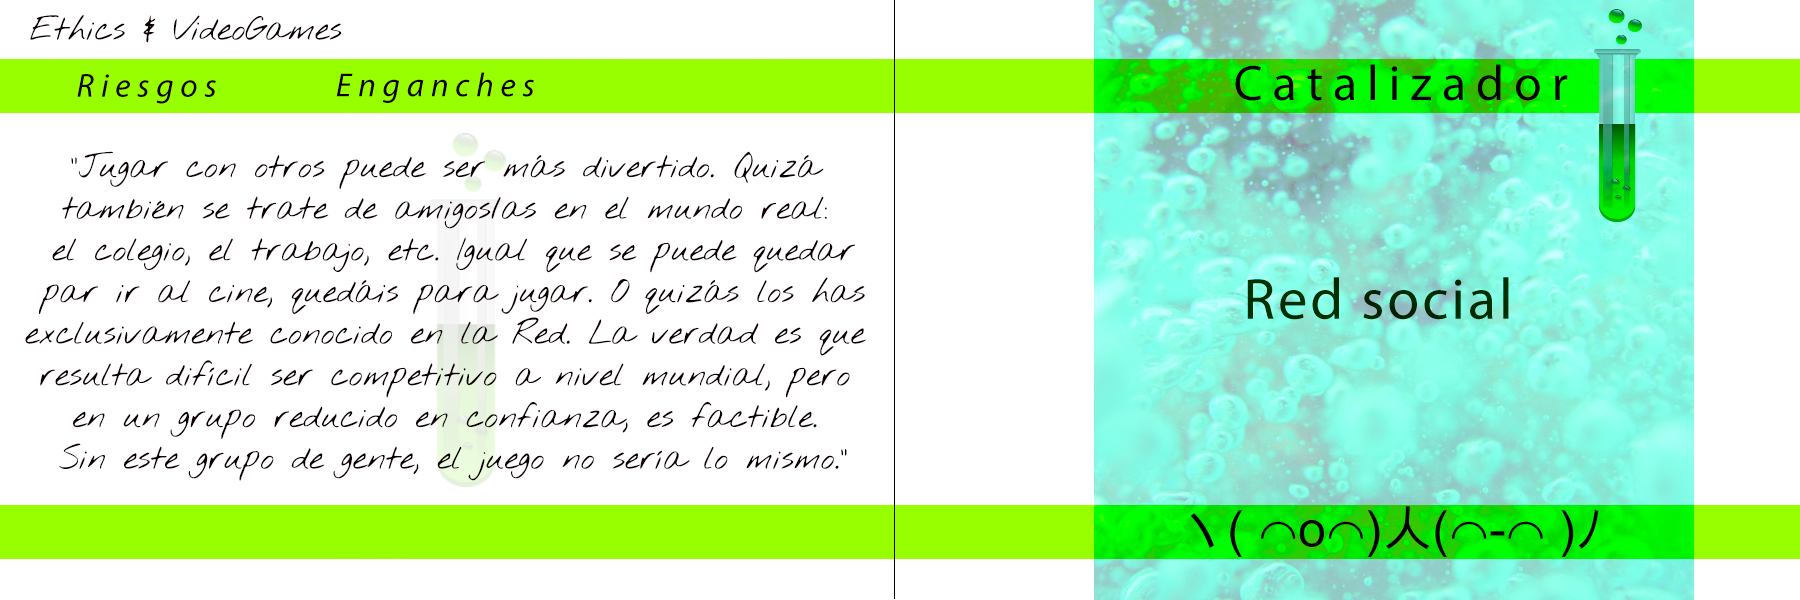 Ethics & VideoGames
Riesgos Enganches
"Jugar con otros puede ser más divertido. Quizá
también se trate de amigos/as en el mundo real:
el colegio, el trabajo, etc. Igual que se puede quedar
par ir al cine, quedáis para jugar. O quizás los has
exclusivamente conocido en la Red. La verdad es que
resulta difícil ser competitivo a nivel mundial, pero
en un grupo reducido en confianza, es factible.
Sin este grupo de gente, el juego no sería lo mismo."
Catalizador
Red social
ヽ( ⌒o⌒)人(⌒-⌒ )ﾉ